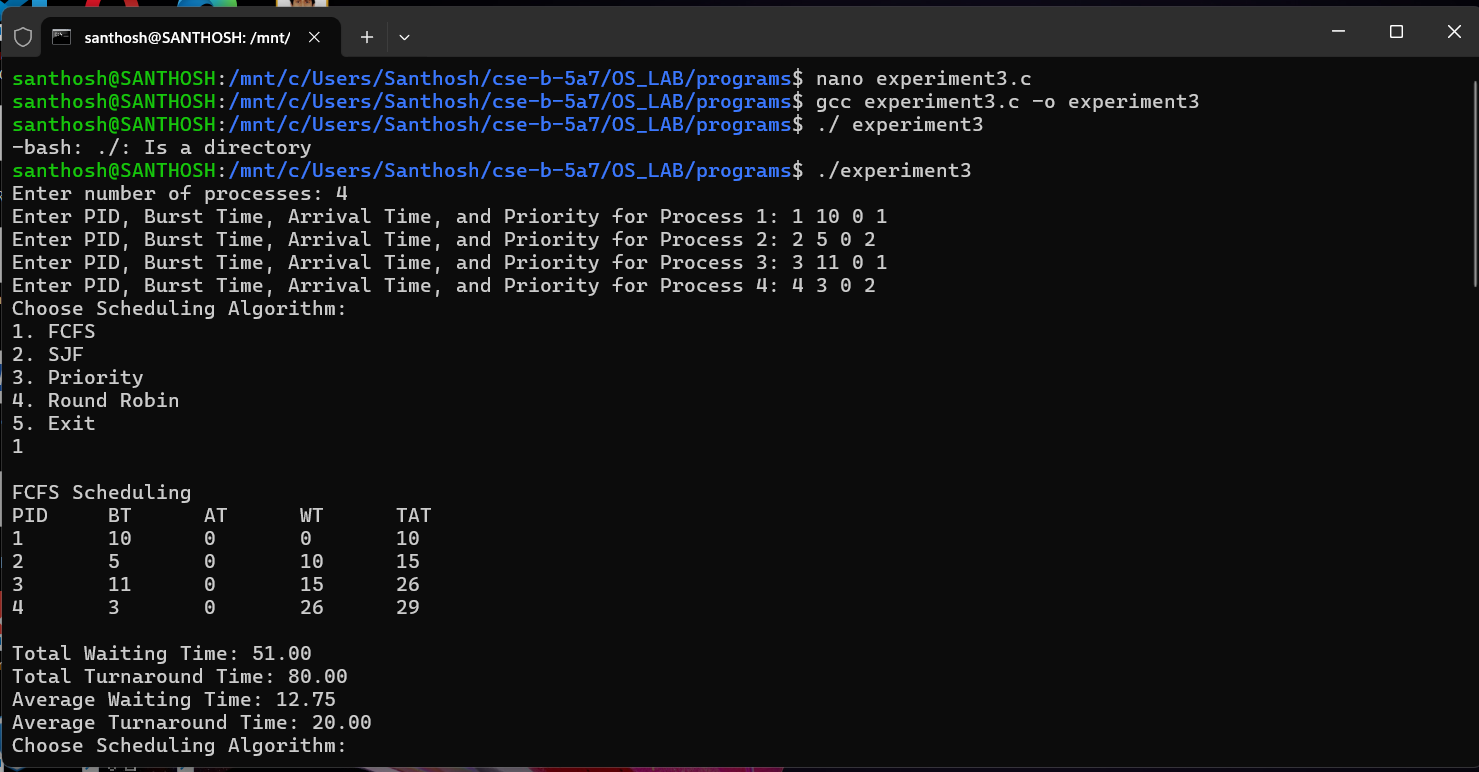 santhosh@SANTHOSH: /mnt/
santhosh@SANTHOSH:/mnt/c/Users/Santhosh/cse-b-5a7/OS_LAB/programs$ nano experiment3.c
santhosh@SANTHOSH:/mnt/c/Users/Santhosh/cse-b-5a7/OS_LAB/programs$ gcc experiment3.c -o experiment3
santhosh@SANTHOSH:/mnt/c/Users/Santhosh/cse-b-5a7/OS_LAB/programs$ ./ experiment3
-bash: ./: Is a directory
santhosh@SANTHOSH:/mnt/c/Users/Santhosh/cse-b-5a7/OS_LAB/programs$ ./experiment3
Enter number of processes: 4
Enter PID, Burst Time, Arrival Time, and Priority for Process 1: 1 10 0 1
Enter PID, Burst Time, Arrival Time, and Priority for Process 2: 2 5 0 2
Enter PID, Burst Time, Arrival Time, and Priority for Process 3: 3 11 0 1
Enter PID, Burst Time, Arrival Time, and Priority for Process 4: 4 3 0 2
Choose Scheduling Algorithm:
1. FCFS
2. SJF
3. Priority
4. Round Robin
5. Exit
1
FCFS Scheduling
PID BT AT WT TAT
1 10 0 0 10
2 5 0 10 15
3 11 0 15 26
4 3 0 26 29
Total Waiting Time: 51.00
Total Turnaround Time: 80.00
Average Waiting Time: 12.75
Average Turnaround Time: 20.00
Choose Scheduling Algorithm: